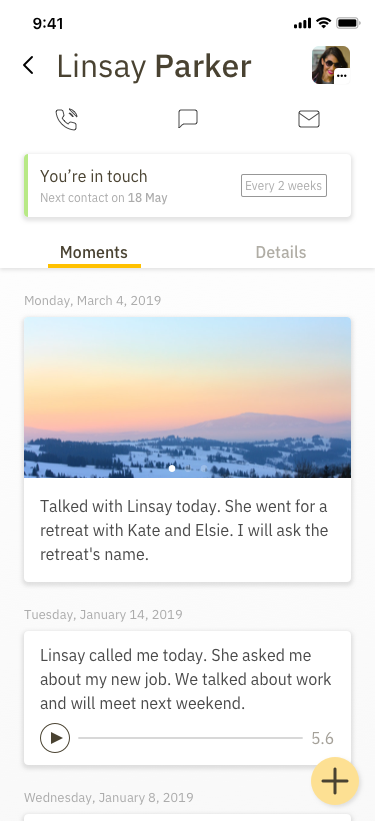 9:41
Linsay Parker
You're in touch
Next contact on 18 May
Every 2 weeks
Moments
Details
Monday, March 4, 2019
Talked with Linsay today. She went for a
retreat with Kate and Elsie. I will ask the
retreat's name.
Tuesday, January 14, 2019
Linsay called me today. She asked me
about my new job. We talked about work
and will meet next weekend.
5.6
Wednesday, January 8, 2019